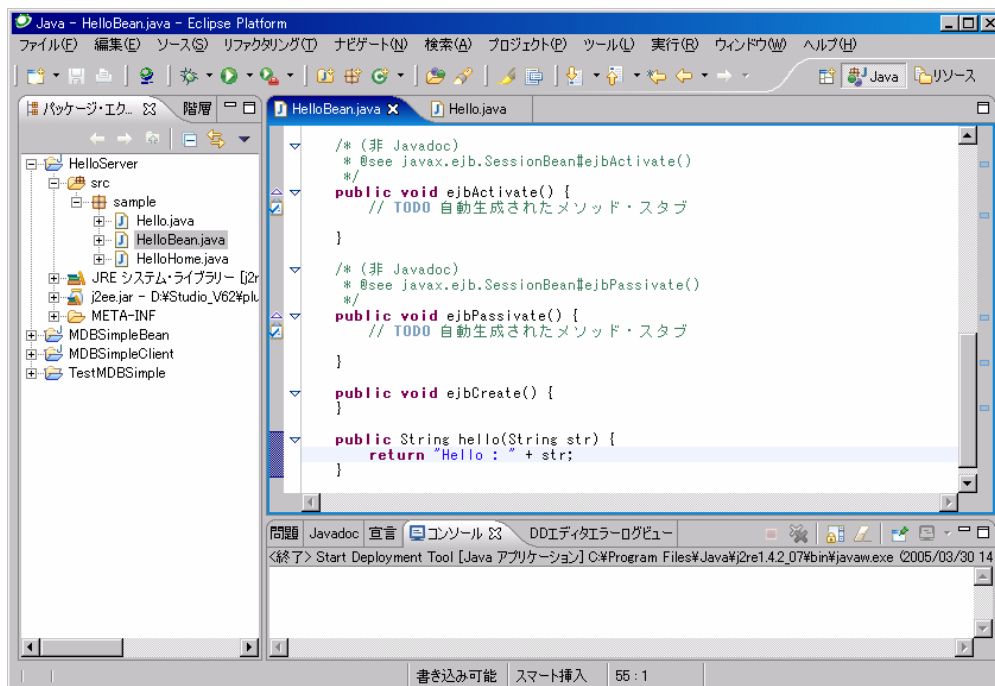 Java - HelloBean.java - Eclipse Platform
ファイル(F) 編集(E) ソース(S) リファクタリング(T) ナビゲート(N) 検索(A) プロジェクト(P) ツール(L) 実行(R) ウィンドウ(W) ヘルプ(H)
Java リソース
パッケージ・エク... 階層
HelloServer
src
sample
Hello.java
HelloBean.java
HelloHome.java
JRE システム・ライブラリー [j2r
j2ee.jar - D:¥Studio_V62¥plu
META-INF
MDBSimpleBean
MDBSimpleClient
TestMDBSimple
HelloBean.java Hello.java
/* (非 Javadoc)
* @see javax.ejb.SessionBean#ejbActivate()
*/
public void ejbActivate() {
// TODO 自動生成されたメソッド・スタブ
}
/* (非 Javadoc)
* @see javax.ejb.SessionBean#ejbPassivate()
*/
public void ejbPassivate() {
// TODO 自動生成されたメソッド・スタブ
}
public void ejbCreate() {
}
public String hello(String str) {
return "Hello : " + str;
}
問題 Javadoc 宣言 コンソール DDエディタエラーログビュー
<終了> Start Deployment Tool [Java アプリケーション] C:¥Program Files¥Java¥j2re1.4.2_07¥bin¥javaw.exe (2005/03/30 14
書き込み可能 スマート挿入 55 : 1